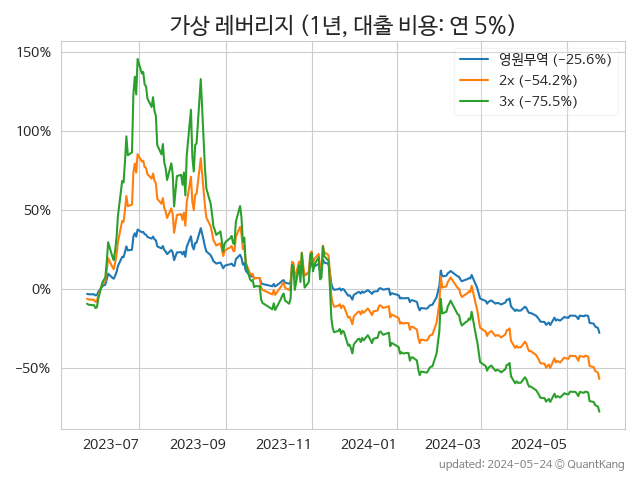 가상 레버리지 (1년, 대출 비용: 연 5%)
150%
100%
50%
0%
−50%
영원무역 (-25.6%)
2x (-54.2%)
3x (-75.5%)
2023-07
2023-09
2023-11
2024-01
2024-03
2024-05
updated: 2024-05-24 © QuantKang